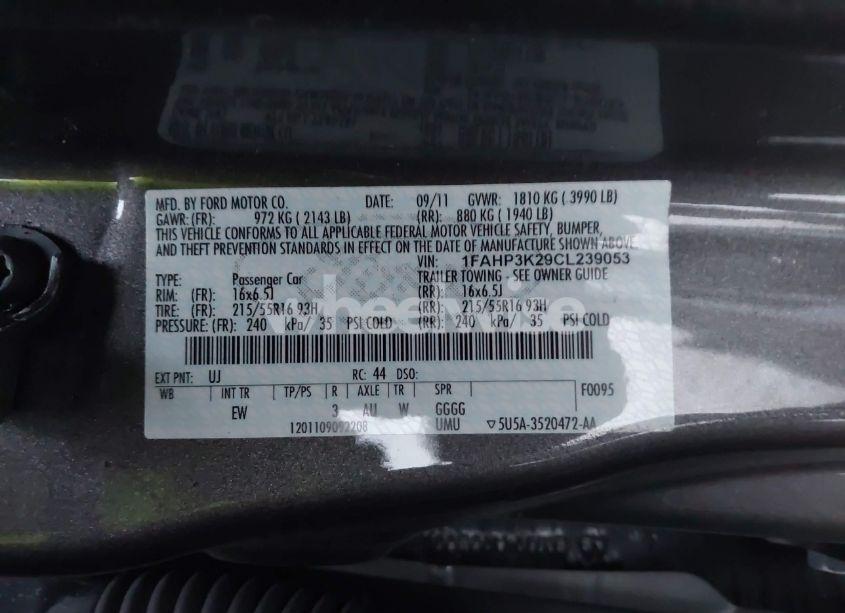 MFD. BY FORD MOTOR CO. DATE: 09/11 GVWR: 1810 KG ( 3990 LB)
GAWR: (FR): 972 KG ( 2143 LB) (RR): 880 KG ( 1940 LB)
THIS VEHICLE CONFORMS TO ALL APPLICABLE FEDERAL MOTOR VEHICLE SAFETY, BUMPER,
AND THEFT PREVENTION STANDARDS IN EFFECT ON THE DATE OF MANUFACTURE SHOWN ABOVE.
VIN: 1FAHP3K29CL239053
TYPE: Passenger Car TRAILER TOWING - SEE OWNER GUIDE
RIM: (FR): 16x6.5J (RR): 16x6.5J
TIRE: (FR): 215/55R16 93H (RR): 215/55R16 93H
PRESSURE: (FR): 240 kPa/ 35 PSI COLD (RR): 240 kPa/ 35 PSI COLD
wheelwise
EXT PNT: UJ RC: 44 DSO:
WB INT TR TP/PS R AXLE TR SPR F0095
EW 3 AU W GGGG
1201109092208 UMU ▽5U5A-3520472-AA